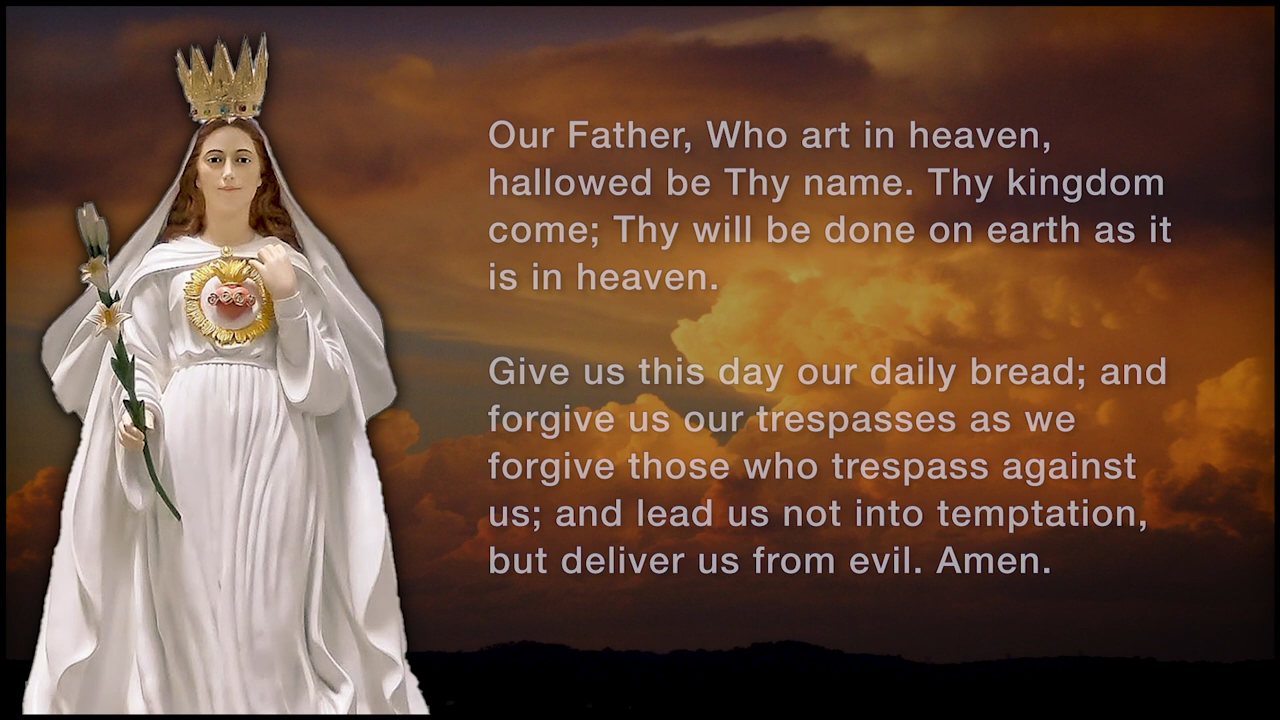 Our Father, Who art in heaven,
hallowed be Thy name. Thy kingdom
come; Thy will be done on earth as it
is in heaven.
Give us this day our daily bread; and
forgive us our trespasses as we
forgive those who trespass against
us; and lead us not into temptation,
but deliver us from evil. Amen.